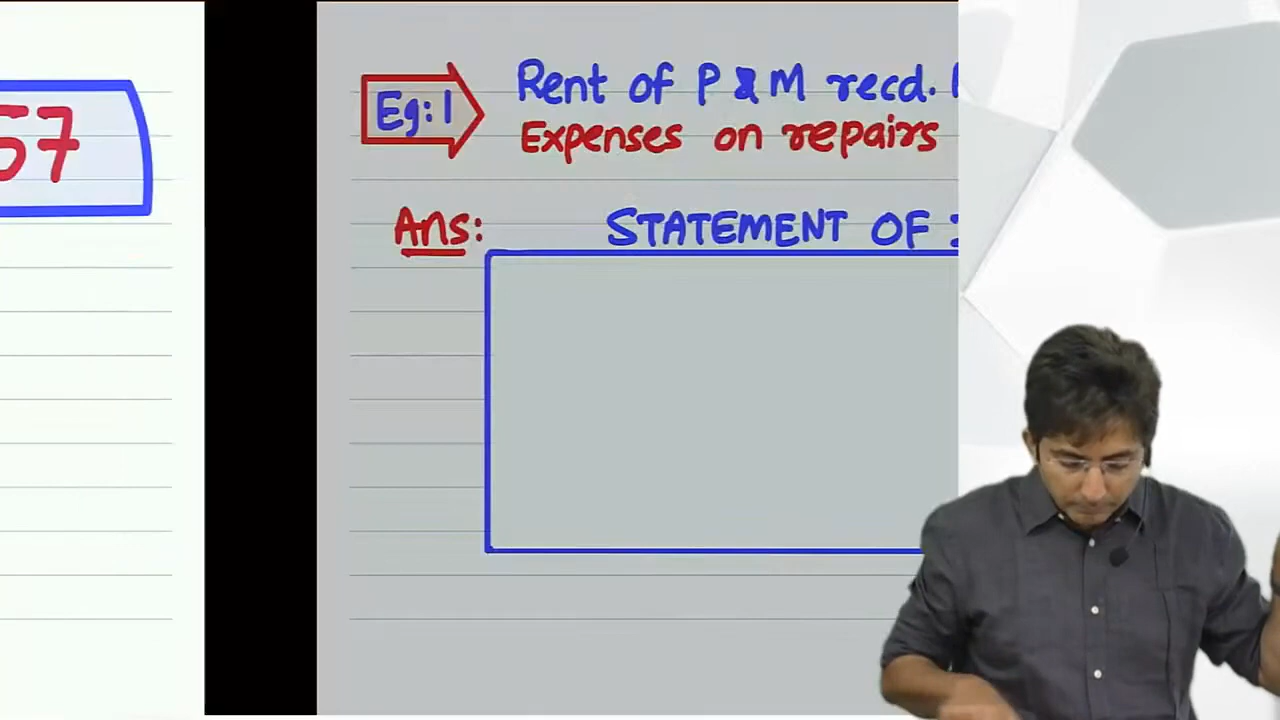 57
Eg:1
Rent of P & M recd.
Expenses on repairs
Ans:
STATEMENT OF